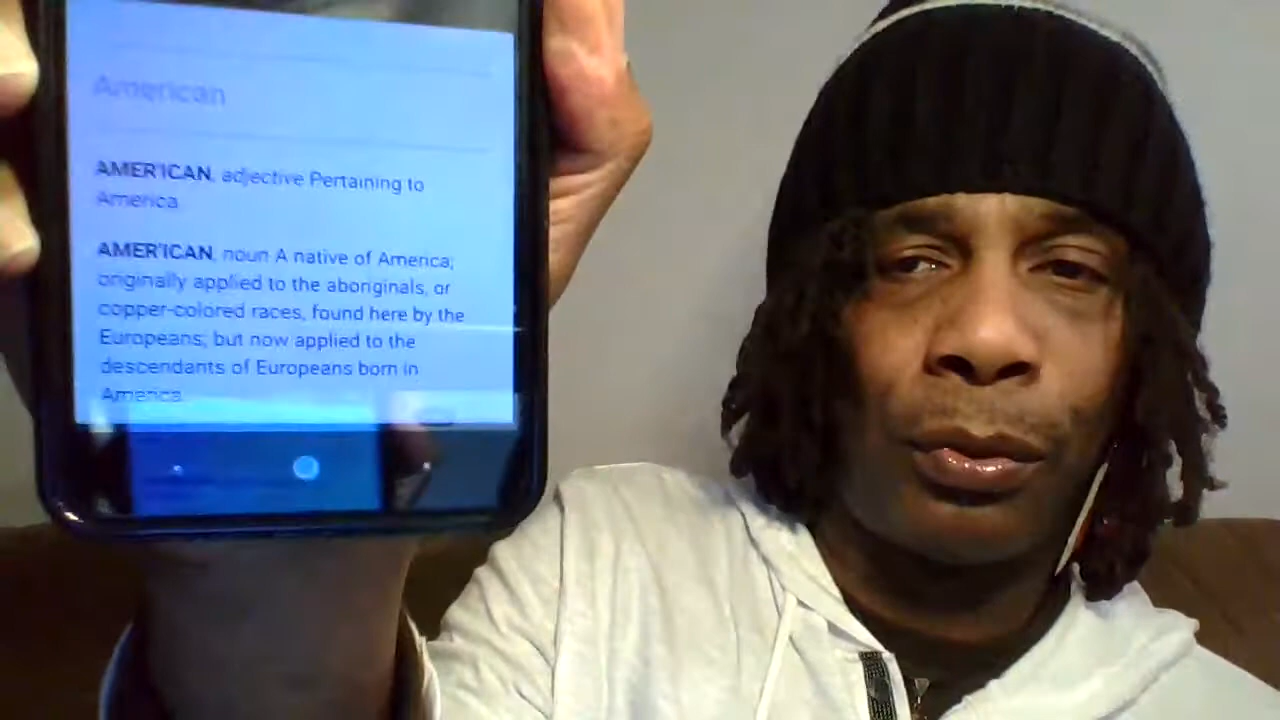 American
AMER'ICAN, adjective Pertaining to
America.
AMER'ICAN, noun A native of America;
originally applied to the aboriginals, or
copper-colored races, found here by the
Europeans; but now applied to the
descendants of Europeans born in
America.